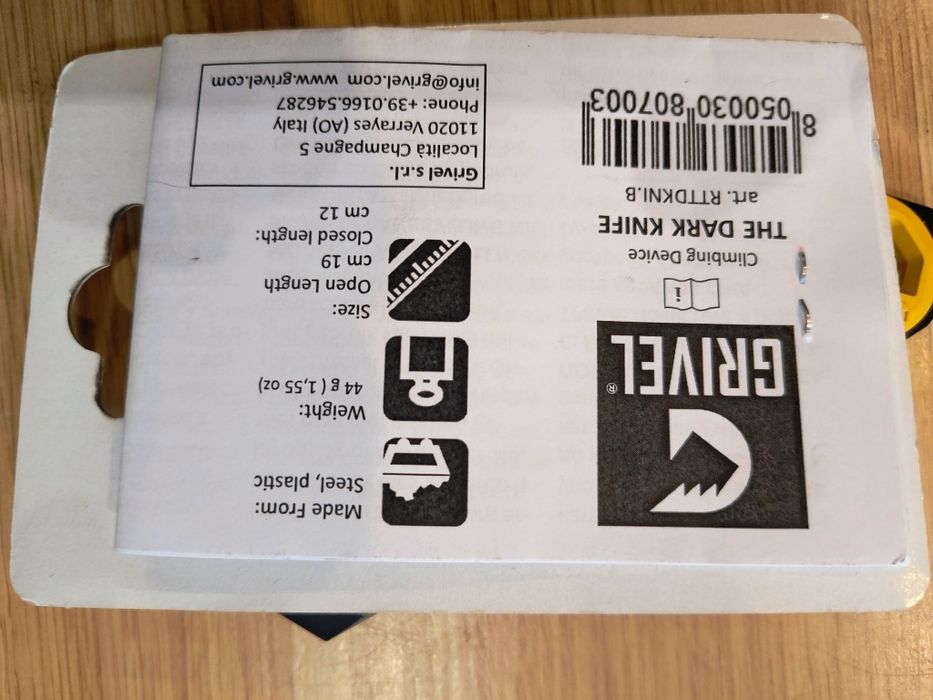 GRIVEL®
i
Climbing Device
THE DARK KNIFE
art. RTTDKNI.B
8 050030 807003
Made From:
Steel, plastic
Weight:
44 g ( 1,55 oz)
Size:
Open Length
cm 19
Closed length:
cm 12
Grivel s.r.l.
Località Champagne 5
11020 Verrayes (AO) Italy
Phone: +39.0166.546287
info@grivel.com www.grivel.com